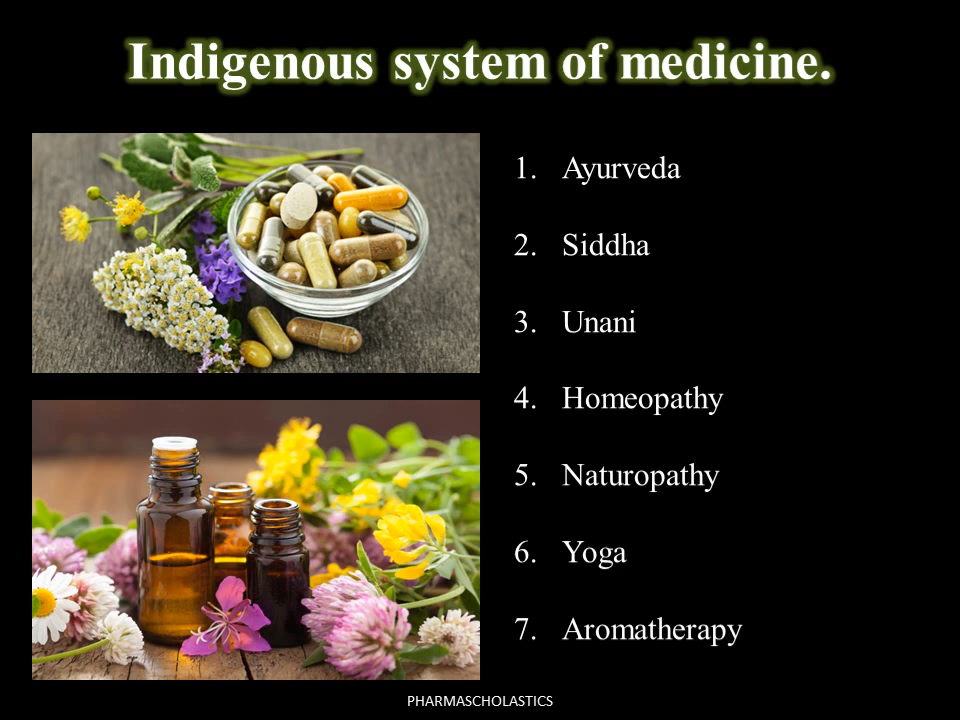 Indigenous system of medicine.
1. Ayurveda
2. Siddha
3. Unani
4. Homeopathy
5. Naturopathy
6. Yoga
7. Aromatherapy
PHARMASCHOLASTICS